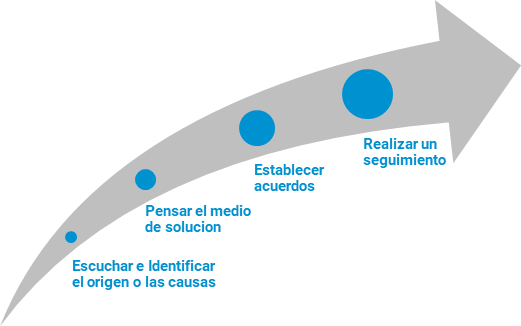 Realizar un
seguimiento
Establecer
acuerdos
Pensar el medio
de solucion
Escuchar e Identificar
el origen o las causas